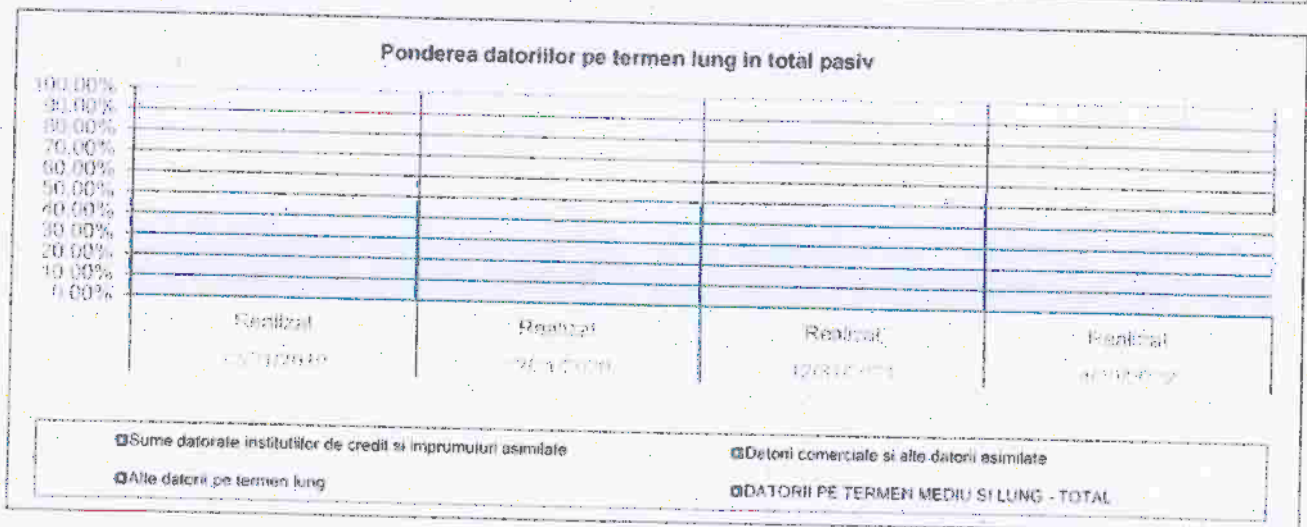 Ponderea datoriilor pe termen lung in total pasiv
100.00%
90.00%
80.00%
70.00%
60.00%
50.00%
40.00%
30.00%
20.00%
10.00%
0.00%
Realizat Realizat Realizat Realizat
Sume datorate institutiilor de credit si imprumuturi asimilate
Datorii comerciale si alte datorii asimilate
Alte datorii pe termen lung
DATORII PE TERMEN MEDIU SI LUNG - TOTAL